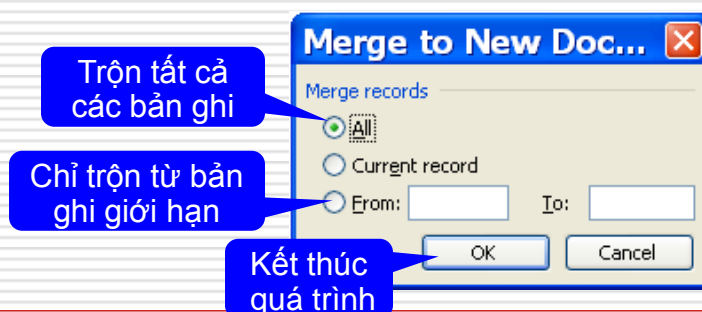 Merge to New Doc...
Trộn tất cả
các bản ghi
Merge records
All
Current record
Chỉ trộn từ bản
ghi giới hạn
From: To:
OK Cancel
Kết thúc
quá trình